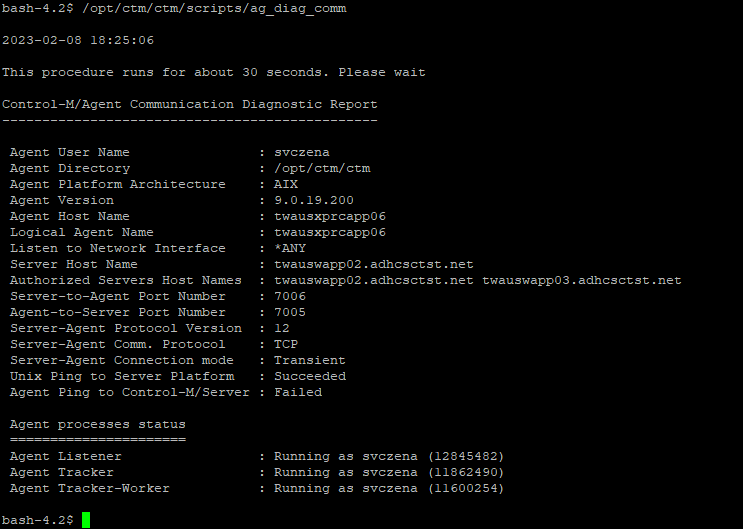 bash-4.2$ /opt/ctm/ctm/scripts/ag_diag_comm
2023-02-08 18:25:06
This procedure runs for about 30 seconds. Please wait
Control-M/Agent Communication Diagnostic Report
-----------------------------------------------
Agent User Name                : svczena
Agent Directory                : /opt/ctm/ctm
Agent Platform Architecture    : AIX
Agent Version                  : 9.0.19.200
Agent Host Name                : twausxprcapp06
Logical Agent Name             : twausxprcapp06
Listen to Network Interface    : *ANY
Server Host Name               : twauswapp02.adhcsctst.net
Authorized Servers Host Names  : twauswapp02.adhcsctst.net twauswapp03.adhcsctst.net
Server-to-Agent Port Number    : 7006
Agent-to-Server Port Number    : 7005
Server-Agent Protocol Version  : 12
Server-Agent Comm. Protocol    : TCP
Server-Agent Connection mode   : Transient
Unix Ping to Server Platform   : Succeeded
Agent Ping to Control-M/Server : Failed
Agent processes status
======================
Agent Listener                 : Running as svczena (12845482)
Agent Tracker                  : Running as svczena (11862490)
Agent Tracker-Worker           : Running as svczena (11600254)
bash-4.2$